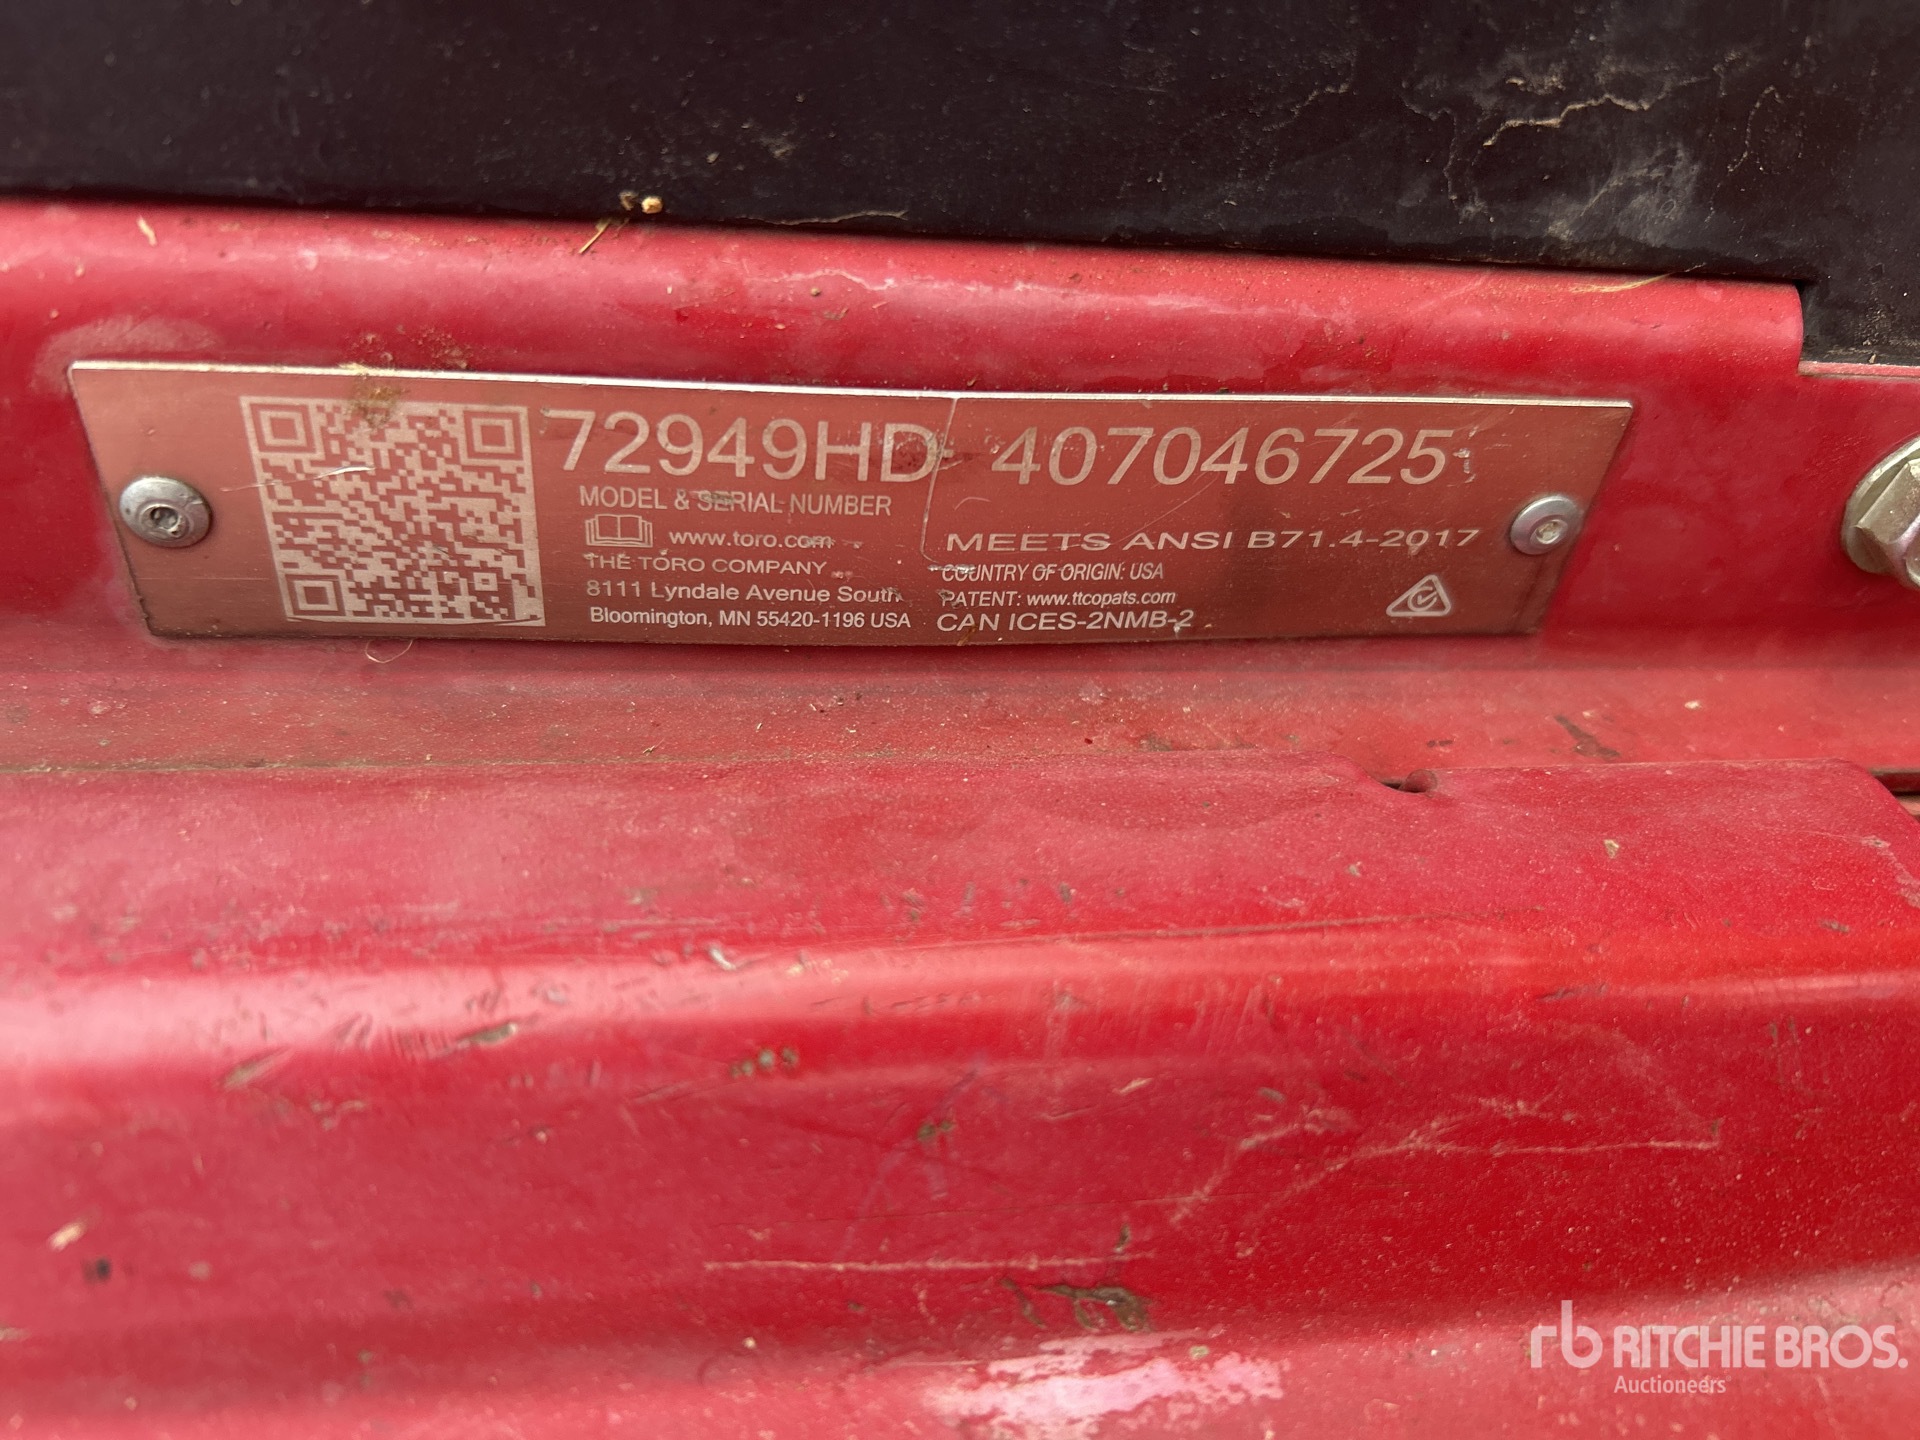 72949HD 407046725
MODEL & SERIAL NUMBER
www.toro.com
MEETS ANSI B71.4-2017
THE TORO COMPANY
COUNTRY OF ORIGIN: USA
8111 Lyndale Avenue South
PATENT: www.ttcopats.com
Bloomington, MN 55420-1196 USA
CAN ICES-2NMB-2
rb RITCHIE BROS.
Auctioneers